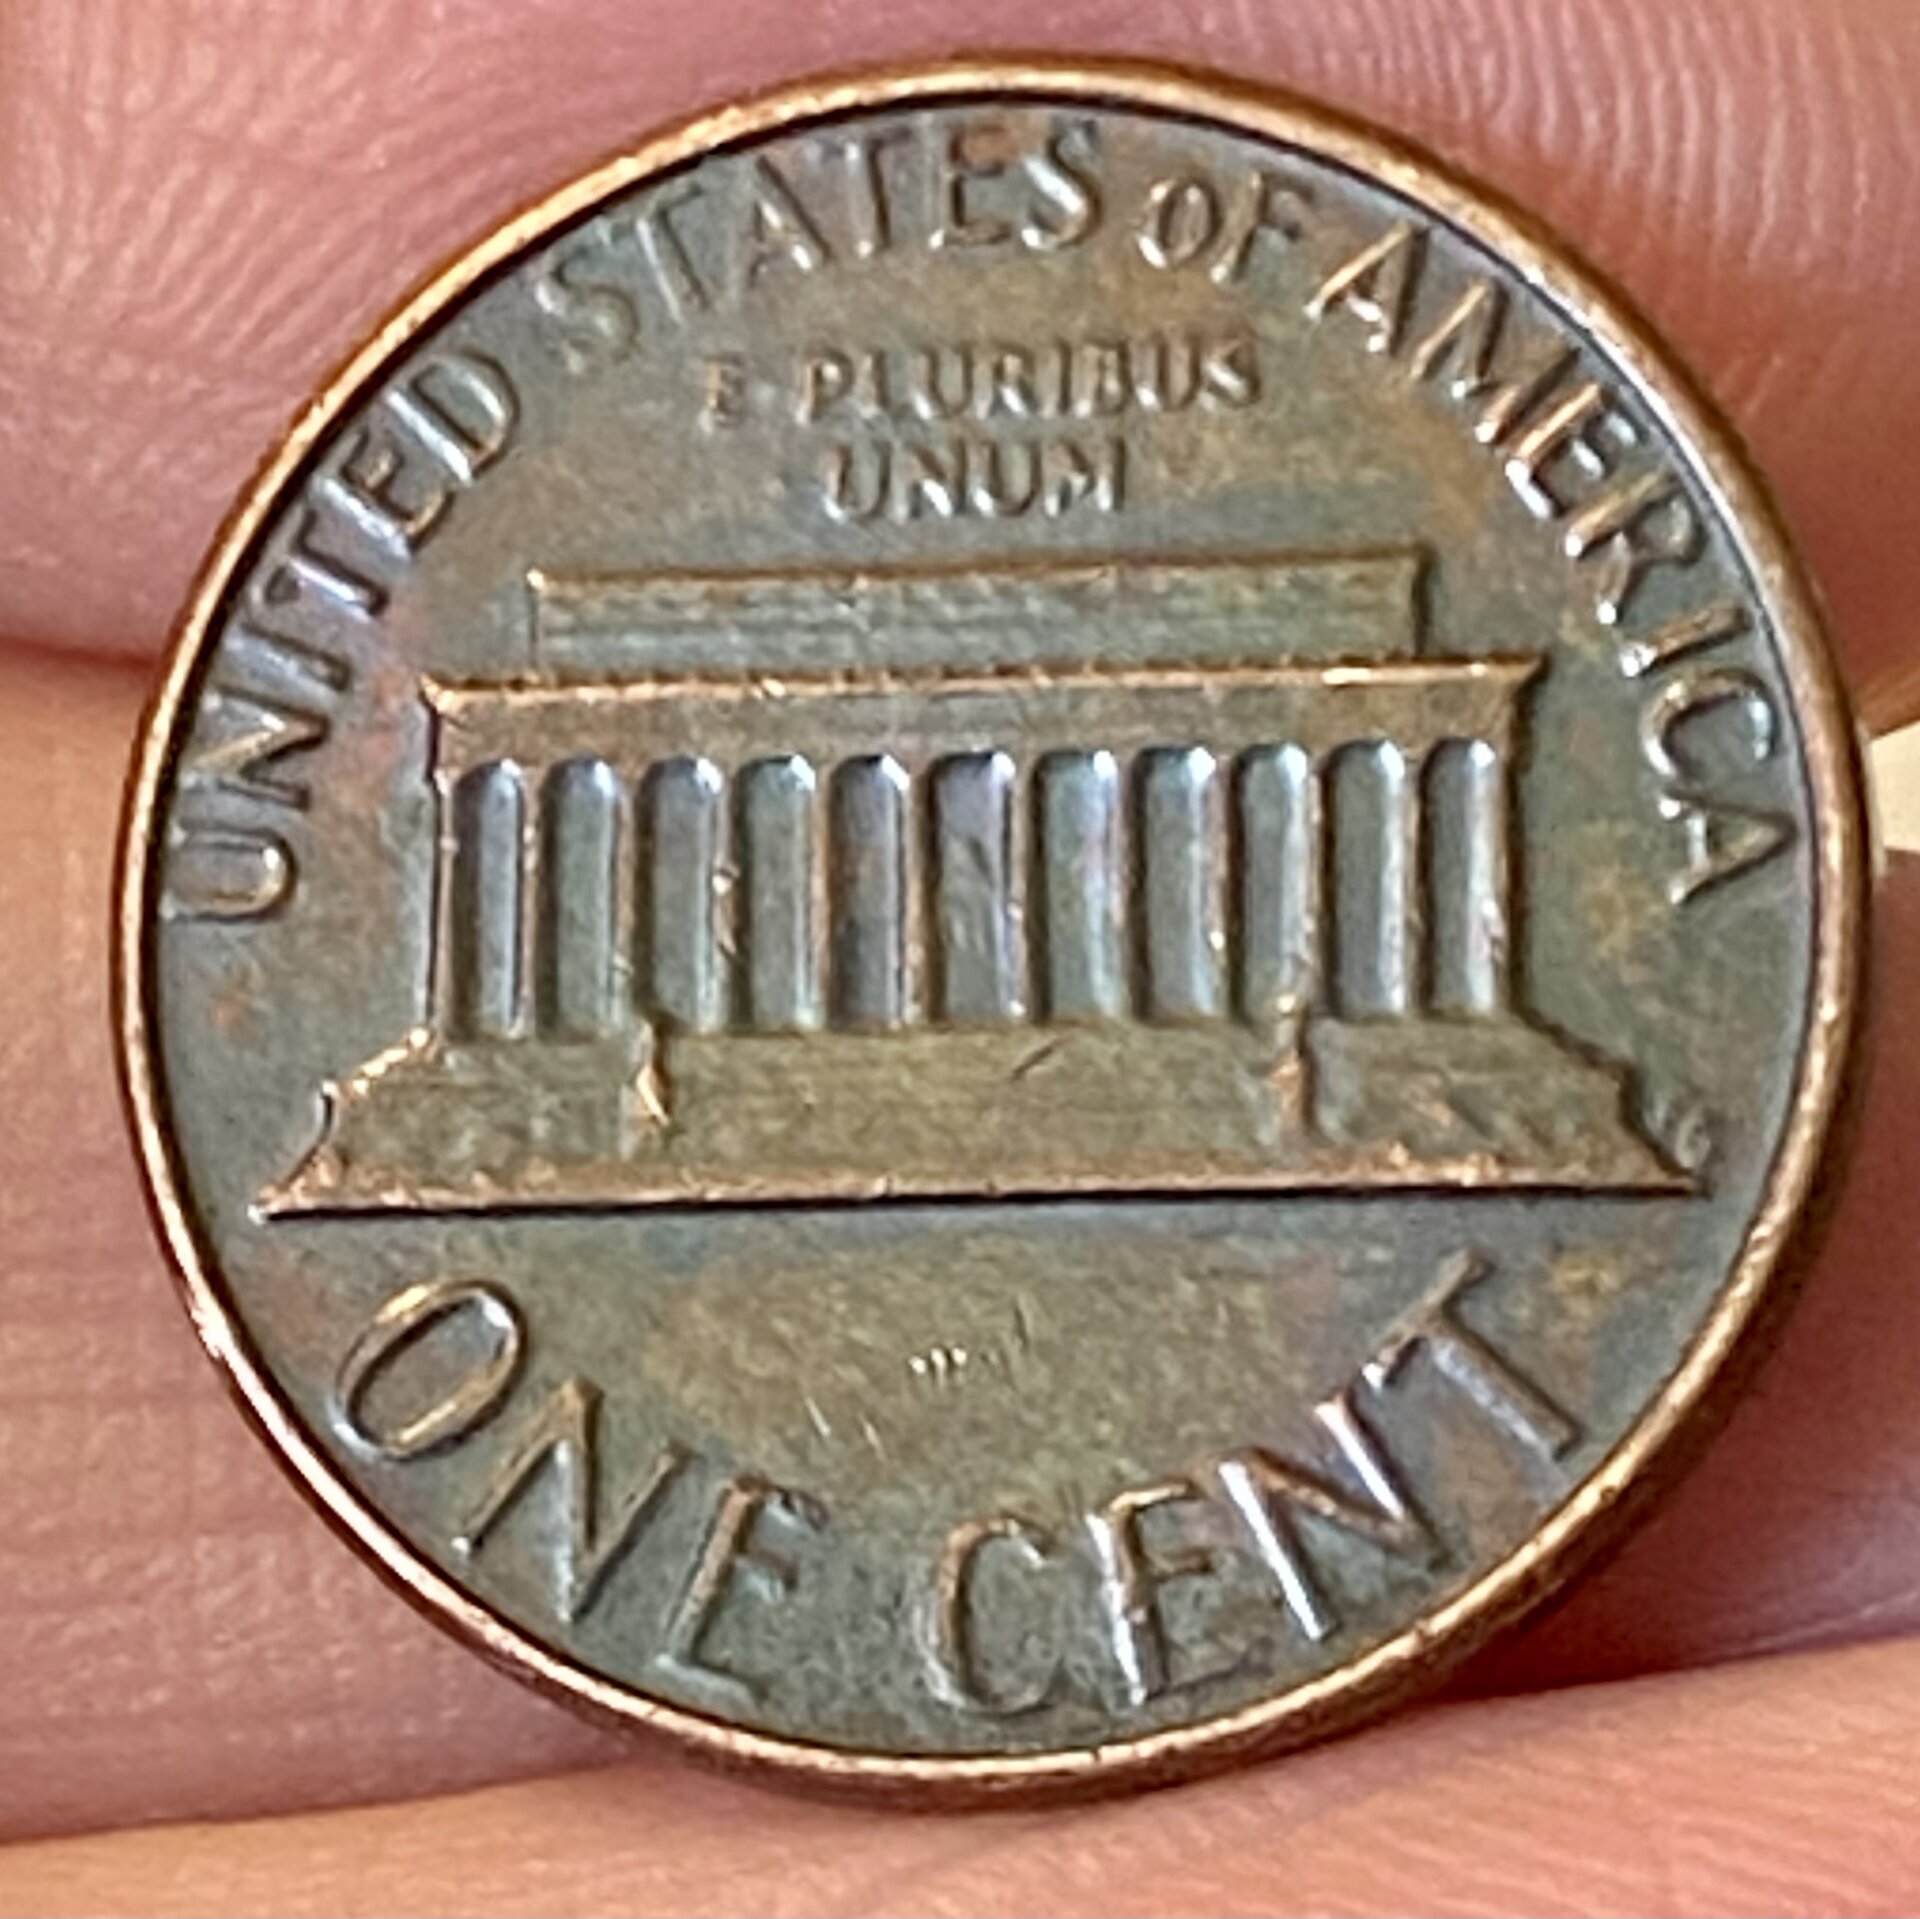 UNITED STATES OF AMERICA
E PLURIBUS
UNUM
ONE CENT